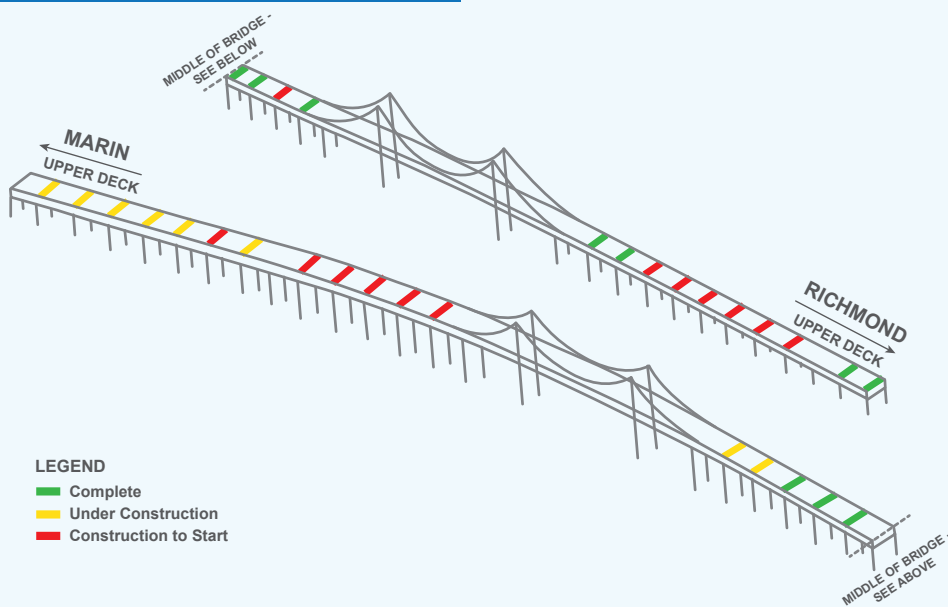 MIDDLE OF BRIDGE -
SEE BELOW
MARIN
UPPER DECK
RICHMOND
UPPER DECK
LEGEND
Complete
Under Construction
Construction to Start
MIDDLE OF BRIDGE -
SEE ABOVE